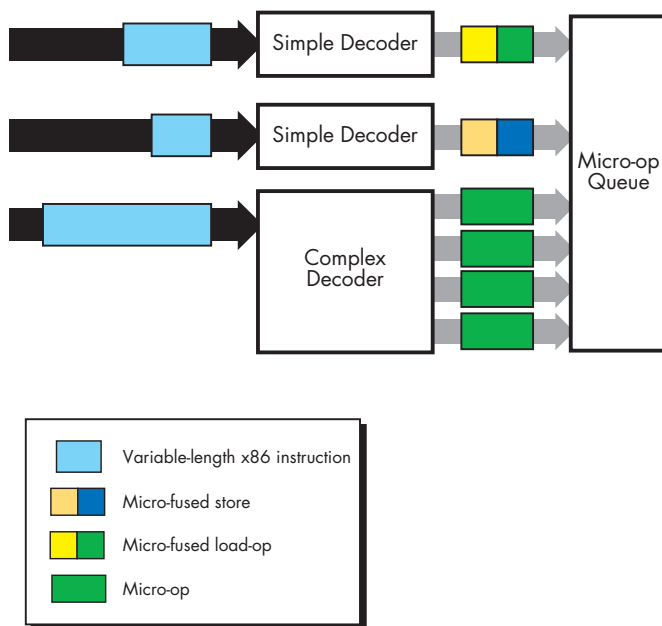 Simple Decoder
Simple Decoder
Micro-op
Queue
Complex
Decoder
Variable-length x86 instruction
Micro-fused store
Micro-fused load-op
Micro-op